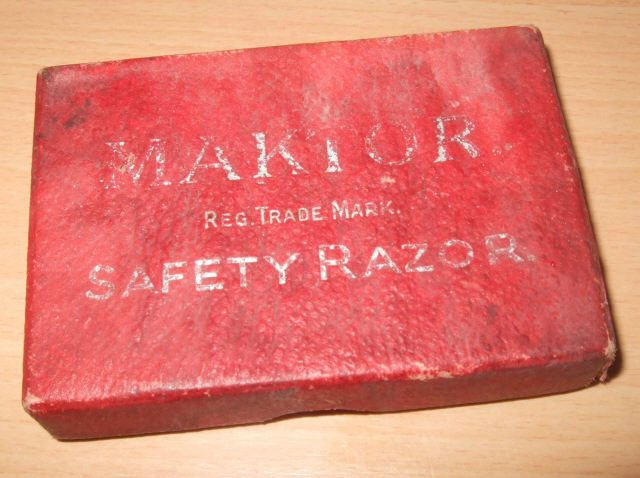 MAKTOR.
REG. TRADE MARK.
SAFETY RAZOR.